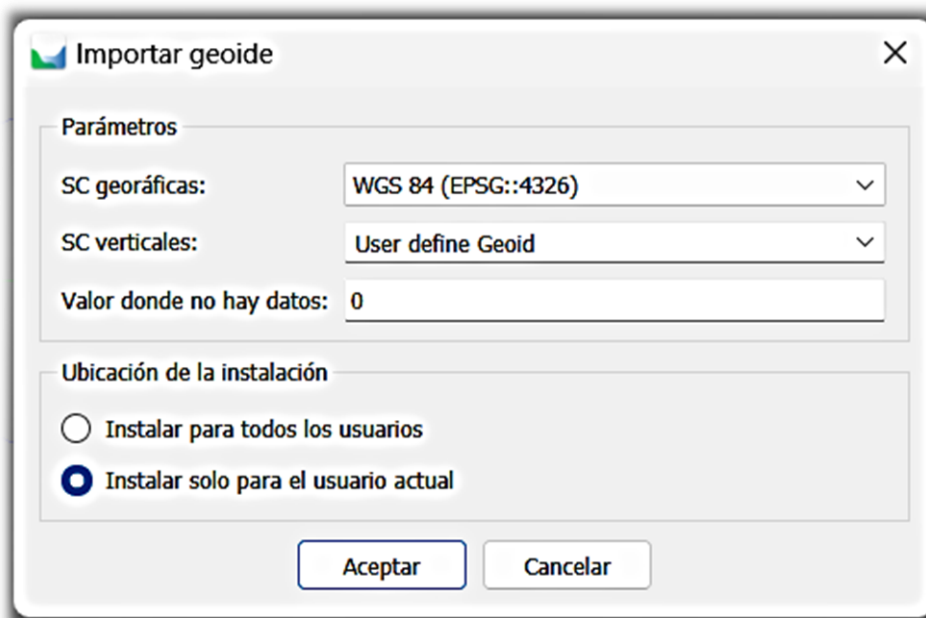 Importar geoide
Parámetros
SC georáficas: WGS 84 (EPSG::4326)
SC verticales: User define Geoid
Valor donde no hay datos: 0
Ubicación de la instalación
Instalar para todos los usuarios
Instalar solo para el usuario actual
Aceptar Cancelar